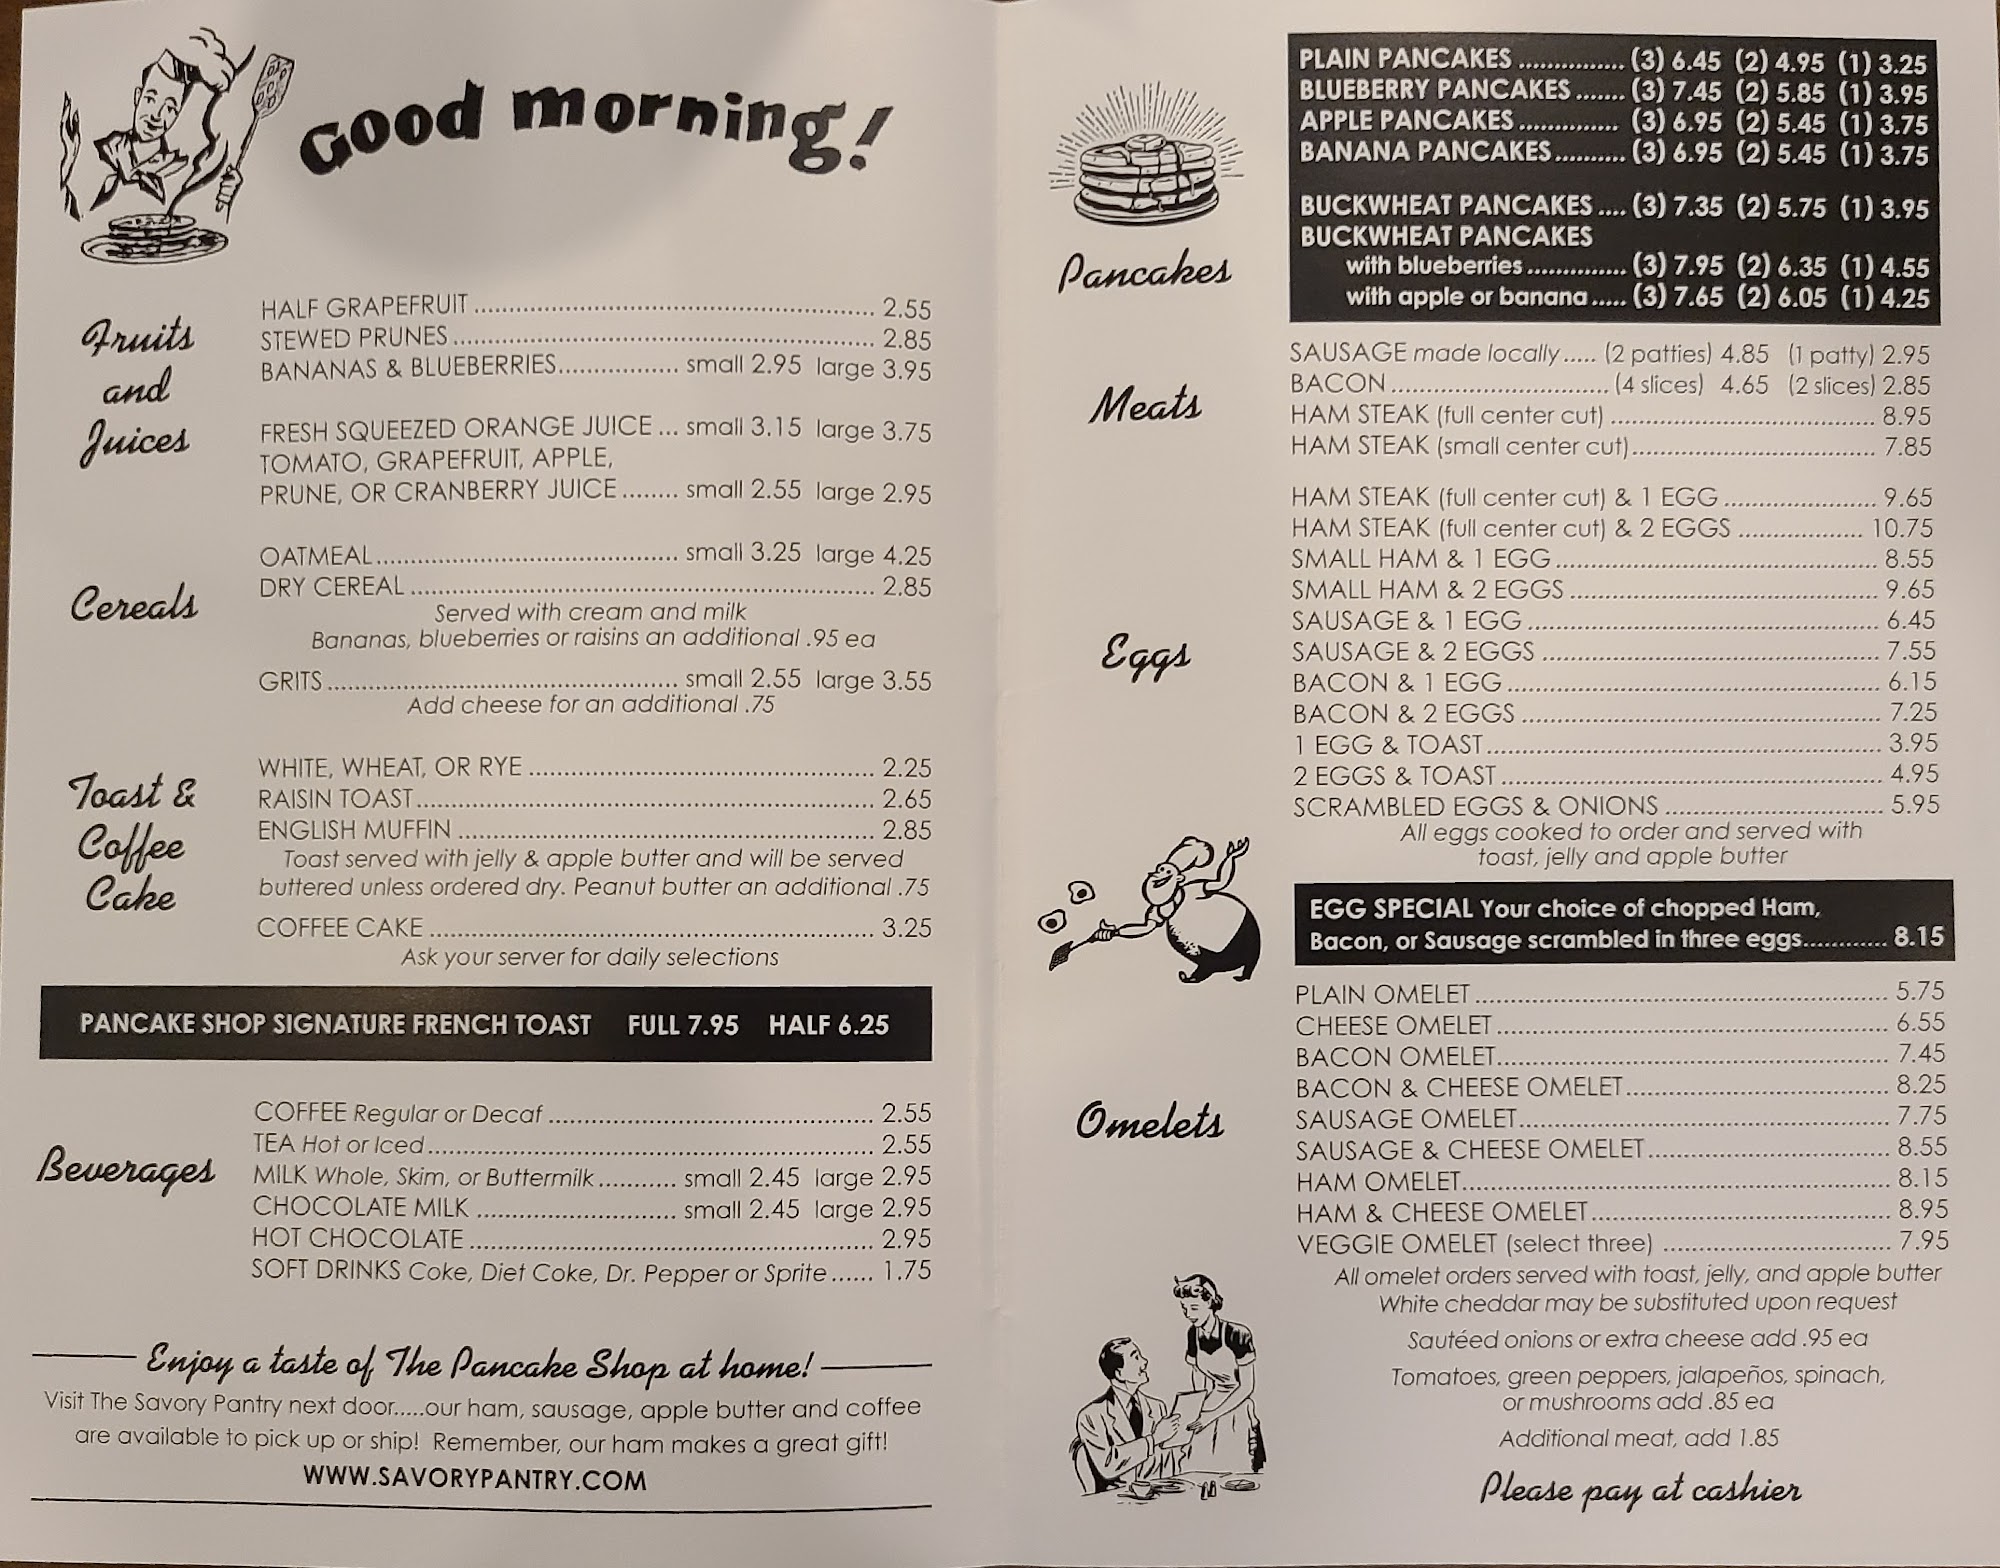 Good morning!
Fruits
and
Juices
HALF GRAPEFRUIT ........ 2.55
STEWED PRUNES ........ 2.85
BANANAS & BLUEBERRIES........ small 2.95 large 3.95
FRESH SQUEEZED ORANGE JUICE ... small 3.15 large 3.75
TOMATO, GRAPEFRUIT, APPLE,
PRUNE, OR CRANBERRY JUICE ........ small 2.55 large 2.95
Cereals
OATMEAL ........ small 3.25 large 4.25
DRY CEREAL ........ 2.85
Served with cream and milk
Bananas, blueberries or raisins an additional .95 ea
GRITS ........ small 2.55 large 3.55
Add cheese for an additional .75
Toast &
Coffee
Cake
WHITE, WHEAT, OR RYE ........ 2.25
RAISIN TOAST ........ 2.65
ENGLISH MUFFIN ........ 2.85
Toast served with jelly & apple butter and will be served
buttered unless ordered dry. Peanut butter an additional .75
COFFEE CAKE ........ 3.25
Ask your server for daily selections
PANCAKE SHOP SIGNATURE FRENCH TOAST FULL 7.95 HALF 6.25
Beverages
COFFEE Regular or Decaf ........ 2.55
TEA Hot or Iced ........ 2.55
MILK Whole, Skim, or Buttermilk ........ small 2.45 large 2.95
CHOCOLATE MILK ........ small 2.45 large 2.95
HOT CHOCOLATE ........ 2.95
SOFT DRINKS Coke, Diet Coke, Dr. Pepper or Sprite ...... 1.75
Enjoy a taste of The Pancake Shop at home!
Visit The Savory Pantry next door.....our ham, sausage, apple butter and coffee
are available to pick up or ship! Remember, our ham makes a great gift!
WWW.SAVORYPANTRY.COM
Pancakes
PLAIN PANCAKES ........ (3) 6.45 (2) 4.95 (1) 3.25
BLUEBERRY PANCAKES ....... (3) 7.45 (2) 5.85 (1) 3.95
APPLE PANCAKES ........ (3) 6.95 (2) 5.45 (1) 3.75
BANANA PANCAKES ........ (3) 6.95 (2) 5.45 (1) 3.75
BUCKWHEAT PANCAKES .... (3) 7.35 (2) 5.75 (1) 3.95
BUCKWHEAT PANCAKES
with blueberries ........ (3) 7.95 (2) 6.35 (1) 4.55
with apple or banana ..... (3) 7.65 (2) 6.05 (1) 4.25
Meats
SAUSAGE made locally ..... (2 patties) 4.85 (1 patty) 2.95
BACON ........ (4 slices) 4.65 (2 slices) 2.85
HAM STEAK (full center cut) ........ 8.95
HAM STEAK (small center cut) ........ 7.85
Eggs
HAM STEAK (full center cut) & 1 EGG ........ 9.65
HAM STEAK (full center cut) & 2 EGGS ........ 10.75
SMALL HAM & 1 EGG ........ 8.55
SMALL HAM & 2 EGGS ........ 9.65
SAUSAGE & 1 EGG ........ 6.45
SAUSAGE & 2 EGGS ........ 7.55
BACON & 1 EGG ........ 6.15
BACON & 2 EGGS ........ 7.25
1 EGG & TOAST ........ 3.95
2 EGGS & TOAST ........ 4.95
SCRAMBLED EGGS & ONIONS ........ 5.95
All eggs cooked to order and served with
toast, jelly and apple butter
EGG SPECIAL Your choice of chopped Ham,
Bacon, or Sausage scrambled in three eggs ........ 8.15
Omelets
PLAIN OMELET ........ 5.75
CHEESE OMELET ........ 6.55
BACON OMELET ........ 7.45
BACON & CHEESE OMELET ........ 8.25
SAUSAGE OMELET ........ 7.75
SAUSAGE & CHEESE OMELET ........ 8.55
HAM OMELET ........ 8.15
HAM & CHEESE OMELET ........ 8.95
VEGGIE OMELET (select three) ........ 7.95
All omelet orders served with toast, jelly, and apple butter
White cheddar may be substituted upon request
Sautéed onions or extra cheese add .95 ea
Tomatoes, green peppers, jalapeños, spinach,
or mushrooms add .85 ea
Additional meat, add 1.85
Please pay at cashier